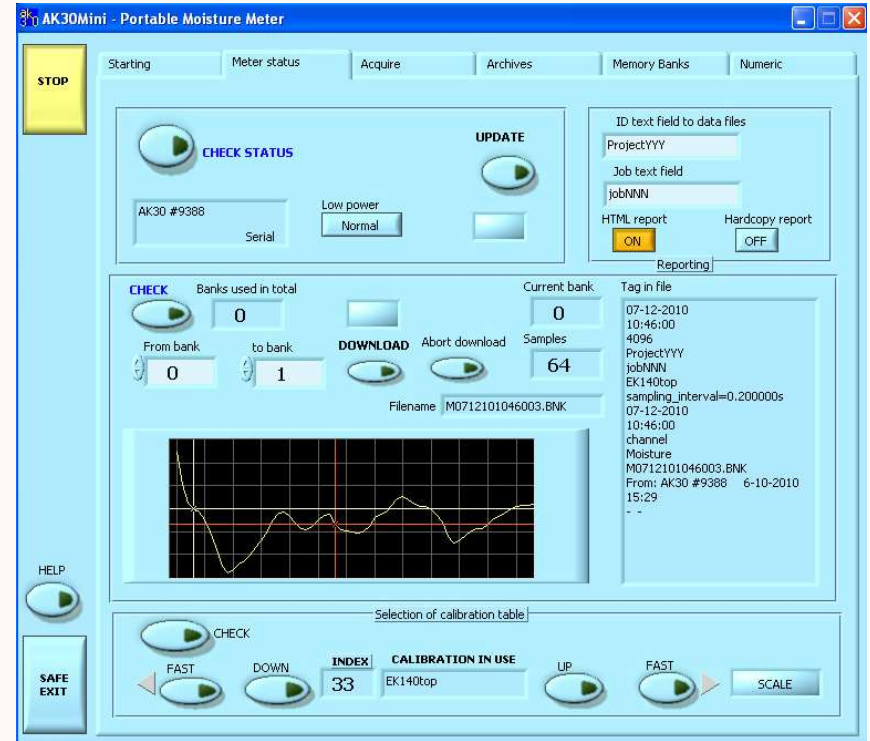 AK30Mini - Portable Moisture Meter
STOP
Starting
Meter status
Acquire
Archives
Memory Banks
Numeric
CHECK STATUS
UPDATE
AK30 #9388
Serial
Low power
Normal
ID text field to data files
ProjectYYY
Job text field
jobNNN
HTML report
Hardcopy report
ON
OFF
Reporting
CHECK
Banks used in total
0
Current bank
0
From bank
0
to bank
1
DOWNLOAD
Abort download
Samples
64
Filename
M0712101046003.BNK
Tag in file
07-12-2010
10:46:00
4096
ProjectYYY
jobNNN
EK140top
sampling_interval=0.200000s
07-12-2010
10:46:00
channel
Moisture
M0712101046003.BNK
From: AK30 #9388 6-10-2010
15:29
- -
HELP
SAFE
EXIT
Selection of calibration table
CHECK
FAST
DOWN
INDEX
33
CALIBRATION IN USE
EK140top
UP
FAST
SCALE